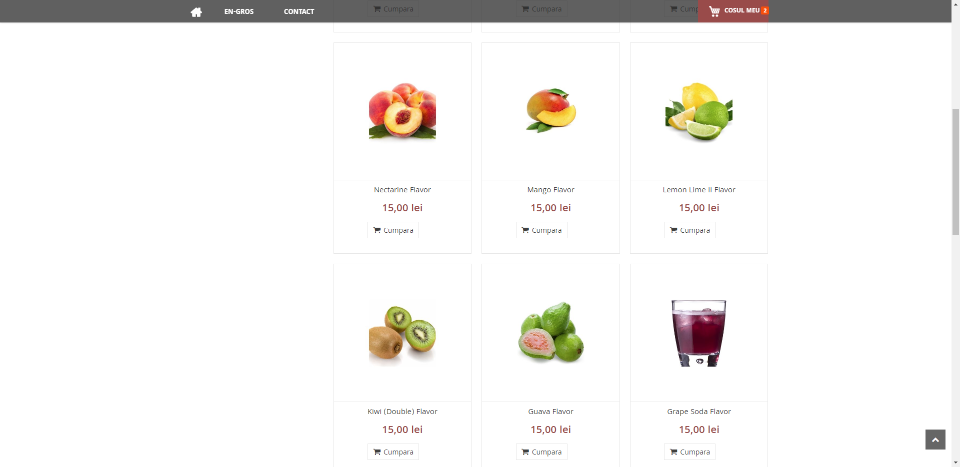 EN-GROS
CONTACT
COSUL MEU 2
Cumpara
Cumpara
Cump
Nectarine Flavor
15,00 lei
Cumpara
Mango Flavor
15,00 lei
Cumpara
Lemon Lime II Flavor
15,00 lei
Cumpara
Kiwi (Double) Flavor
15,00 lei
Cumpara
Guava Flavor
15,00 lei
Cumpara
Grape Soda Flavor
15,00 lei
Cumpara